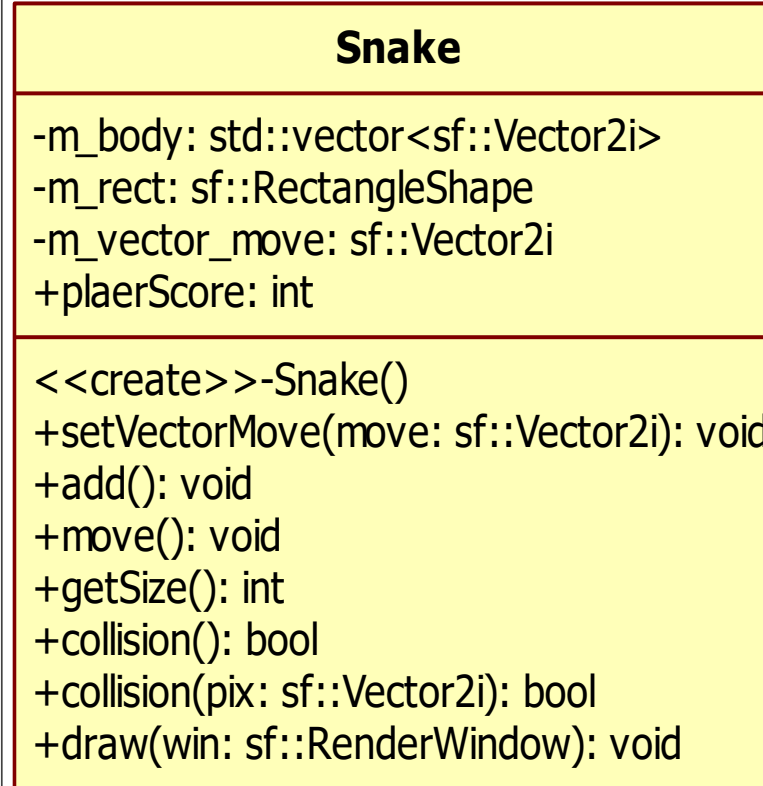 Snake
-m_body: std::vector<sf::Vector2i>
-m_rect: sf::RectangleShape
-m_vector_move: sf::Vector2i
+plaerScore: int
<<create>>-Snake()
+setVectorMove(move: sf::Vector2i): void
+add(): void
+move(): void
+getSize(): int
+collision(): bool
+collision(pix: sf::Vector2i): bool
+draw(win: sf::RenderWindow): void